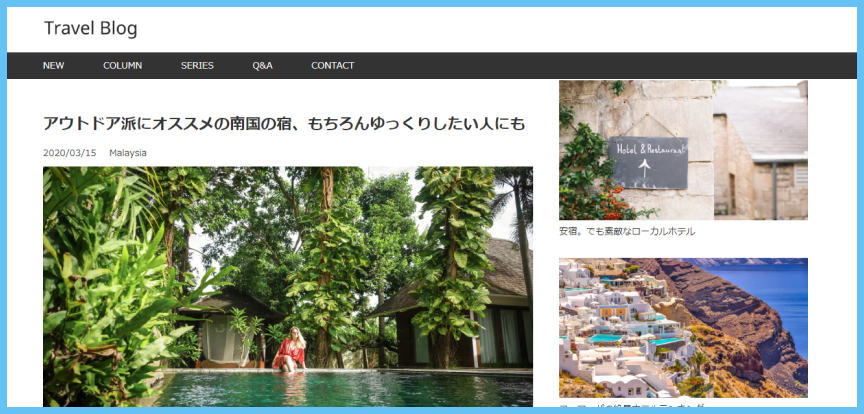 Travel Blog
NEW COLUMN SERIES Q&A CONTACT
アウトドア派にオススメの南国の宿、もちろんゆっくりしたい人にも
2020/03/15 Malaysia
Hotel & Restaurant
安宿。でも素敵なローカルホテル